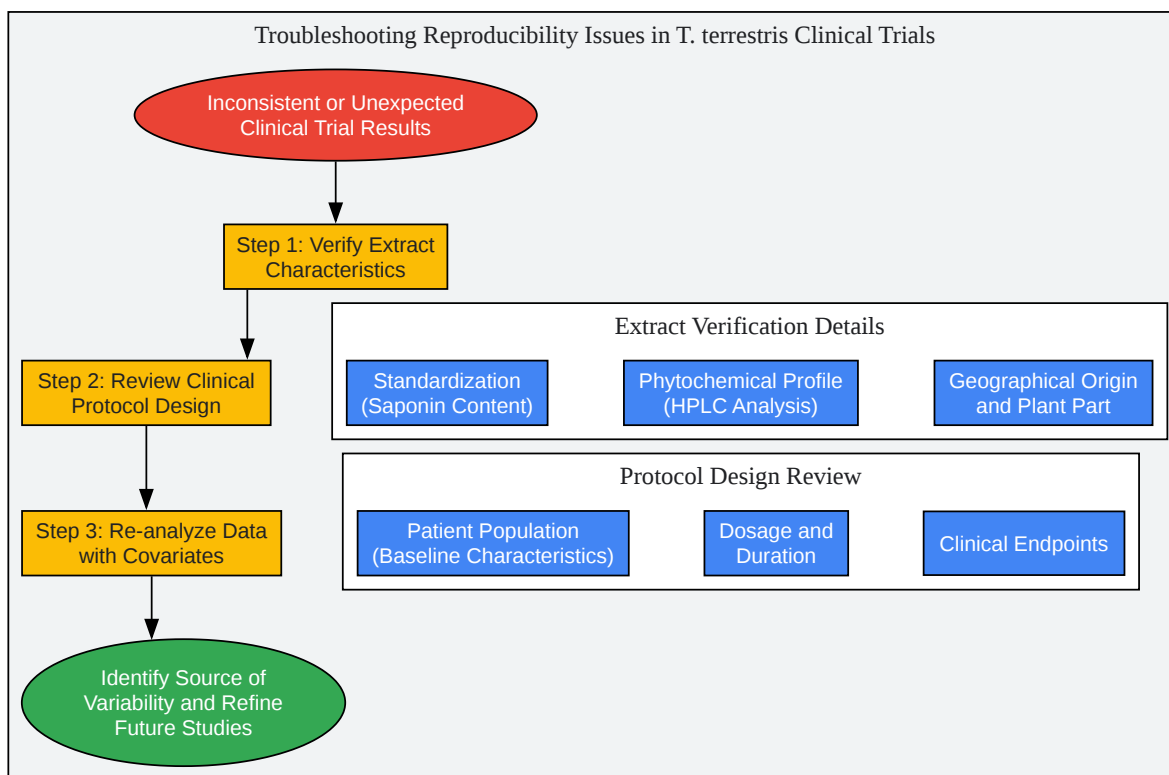 Troubleshooting Reproducibility Issues in T. terrestris Clinical Trials
Inconsistent or Unexpected
Clinical Trial Results
Step 1: Verify Extract
Characteristics
Extract Verification Details
Standardization
(Saponin Content)
Phytochemical Profile
(HPLC Analysis)
Geographical Origin
and Plant Part
Step 2: Review Clinical
Protocol Design
Protocol Design Review
Patient Population
(Baseline Characteristics)
Dosage and
Duration
Clinical Endpoints
Step 3: Re-analyze Data
with Covariates
Identify Source of
Variability and Refine
Future Studies